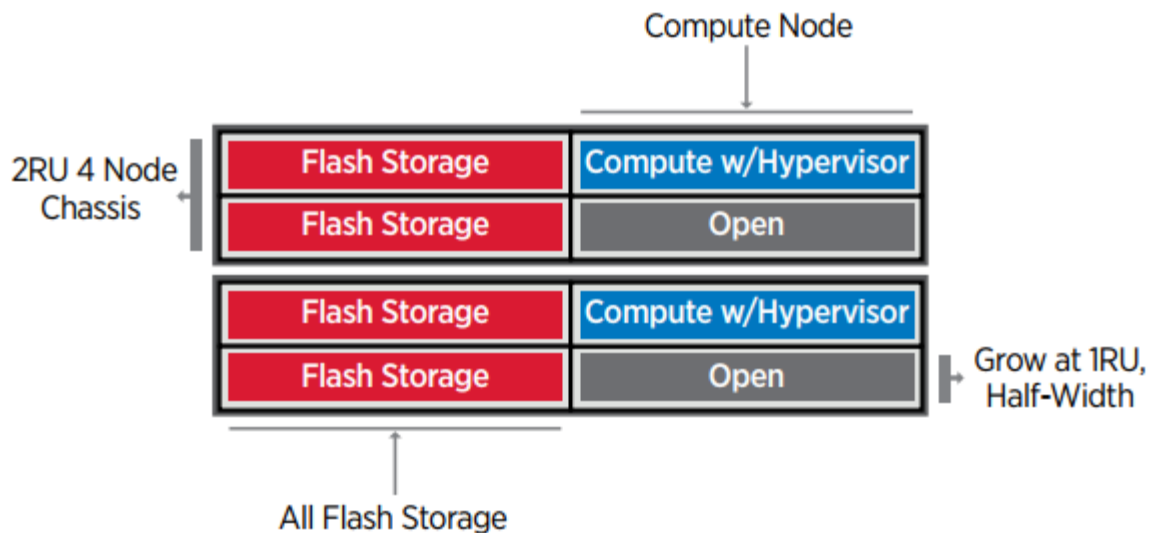 Compute Node
2RU 4 Node
Chassis
Flash Storage
Compute w/Hypervisor
Flash Storage
Open
Flash Storage
Compute w/Hypervisor
Flash Storage
Open
Grow at 1RU,
Half-Width
All Flash Storage